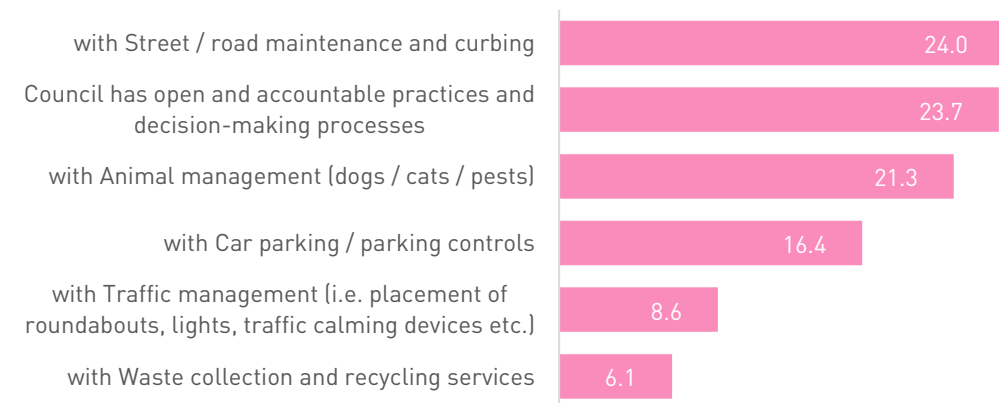 with Street / road maintenance and curbing
24.0
Council has open and accountable practices and
decision-making processes
23.7
with Animal management (dogs / cats / pests)
21.3
with Car parking / parking controls
16.4
with Traffic management (i.e. placement of
roundabouts, lights, traffic calming devices etc.)
8.6
with Waste collection and recycling services
6.1